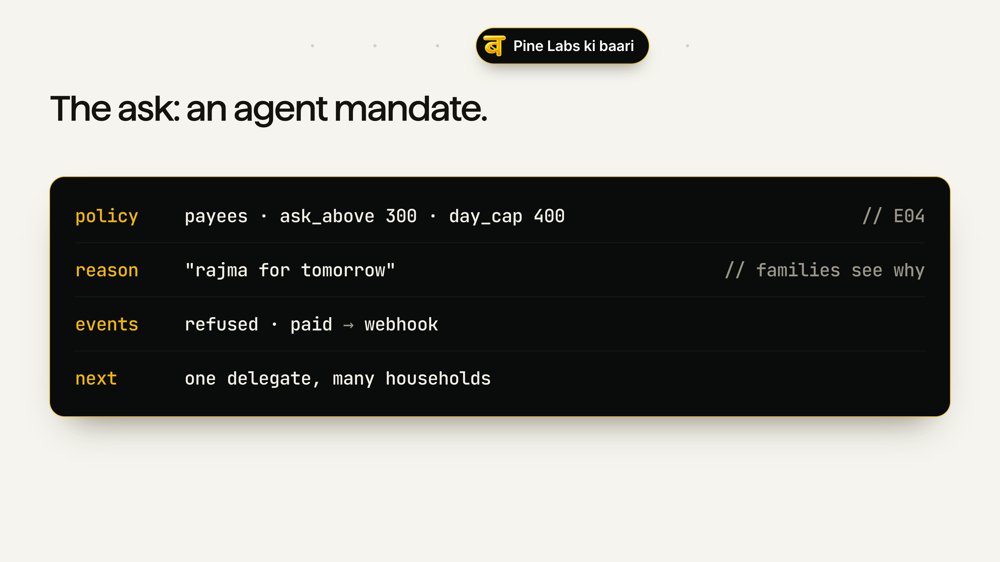 ब Pine Labs ki baari
The ask: an agent mandate.
policy payees · ask_above 300 · day_cap 400 // E04
reason "rajma for tomorrow" // families see why
events refused · paid → webhook
next one delegate, many households